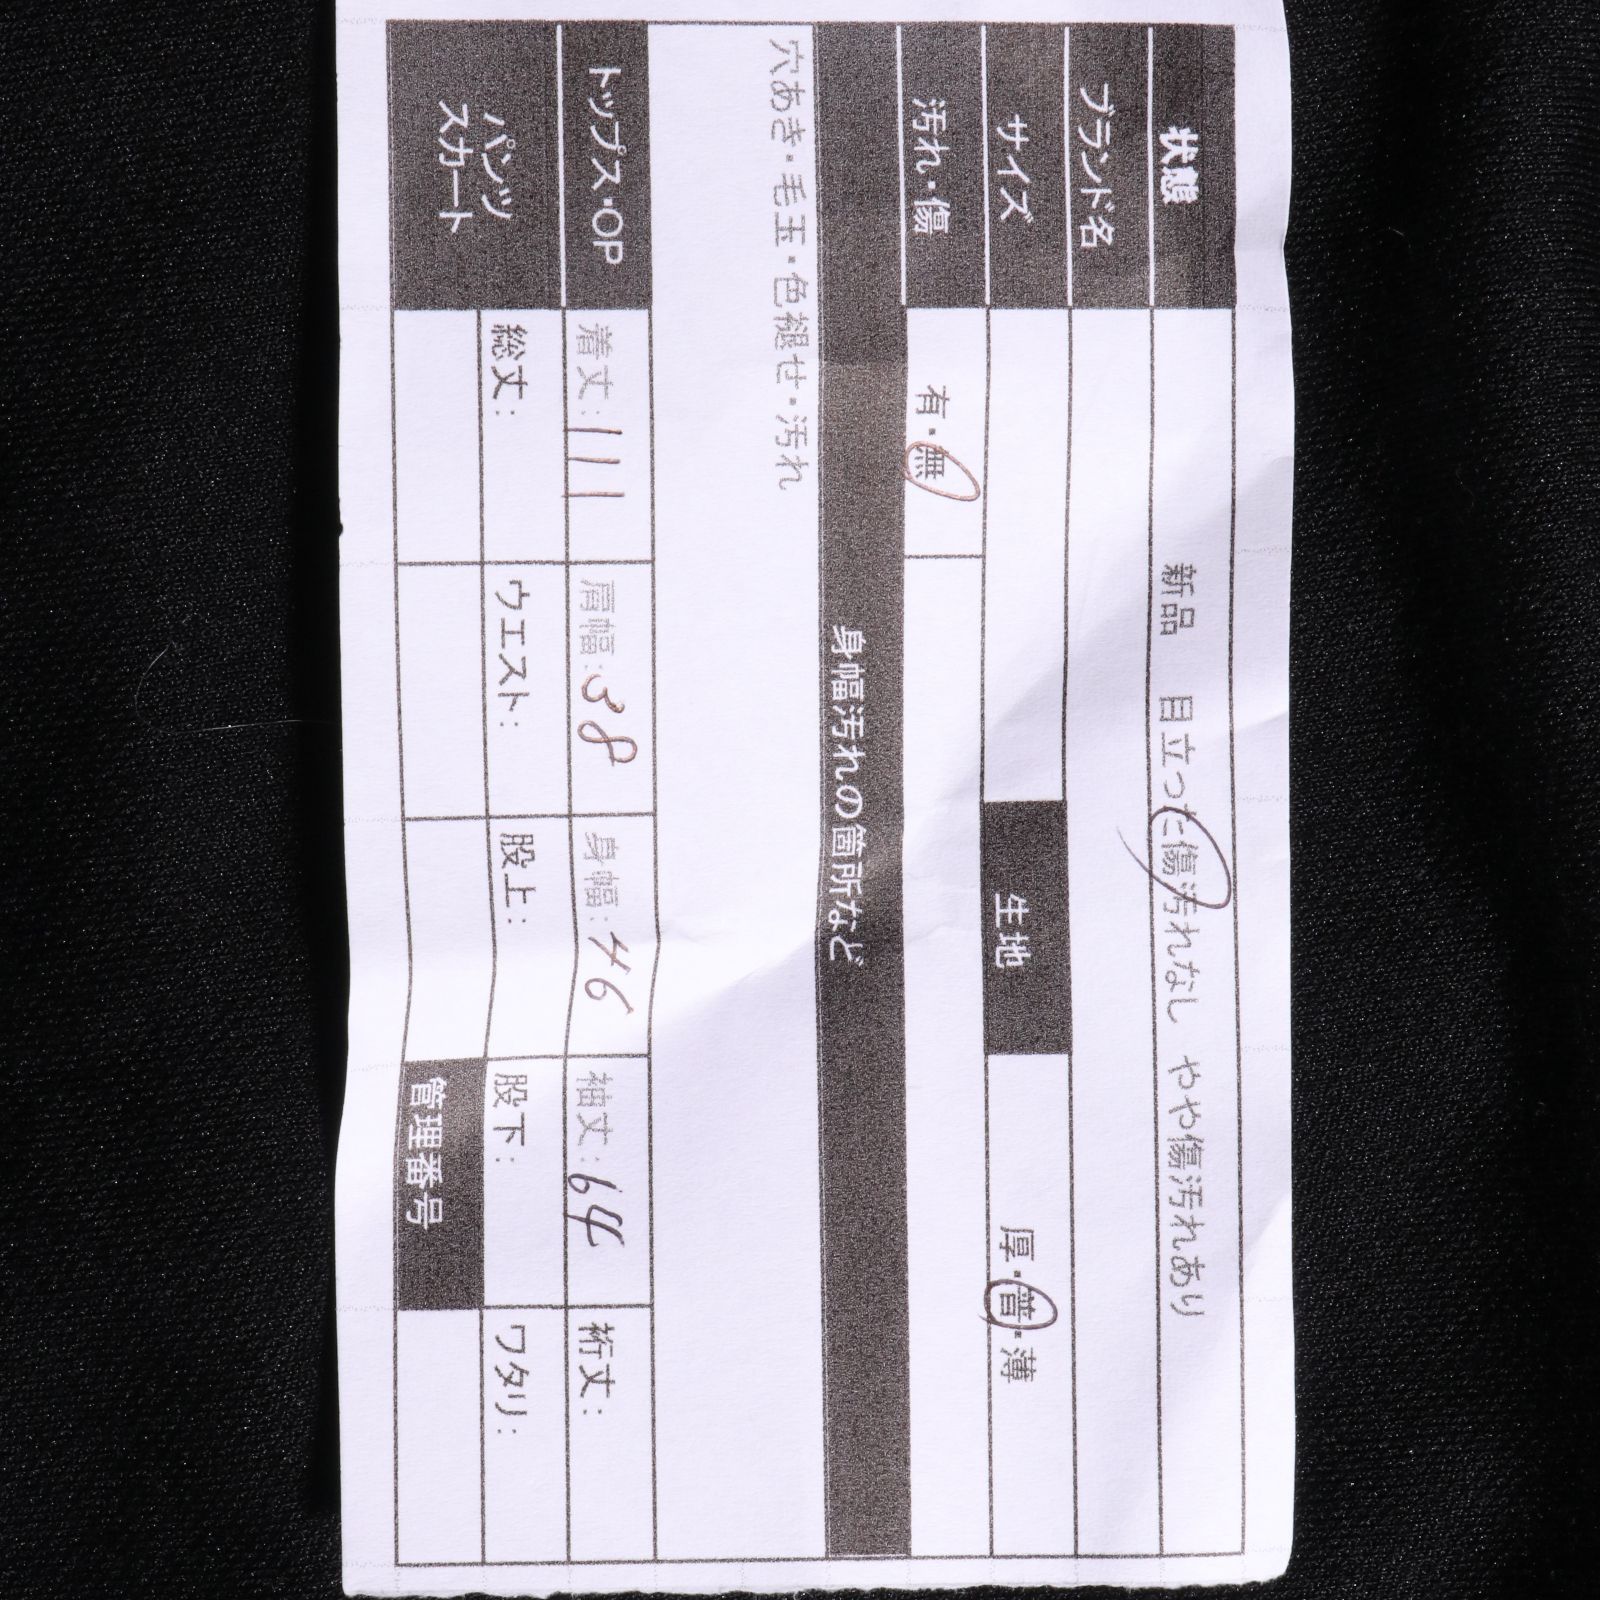 状態 新品 目立った傷汚れなし やや傷汚れあり
ブランド名
サイズ 生地 厚・普・薄
汚れ・傷 有・無
身幅汚れの箇所など
穴あき・毛玉・色褪せ・汚れ
トップス・OP 着丈:111 肩幅:38 身幅:46 袖丈:64 裄丈:
パンツ スカート 総丈: ウエスト: 股上: 股下: ワタリ:
管理番号